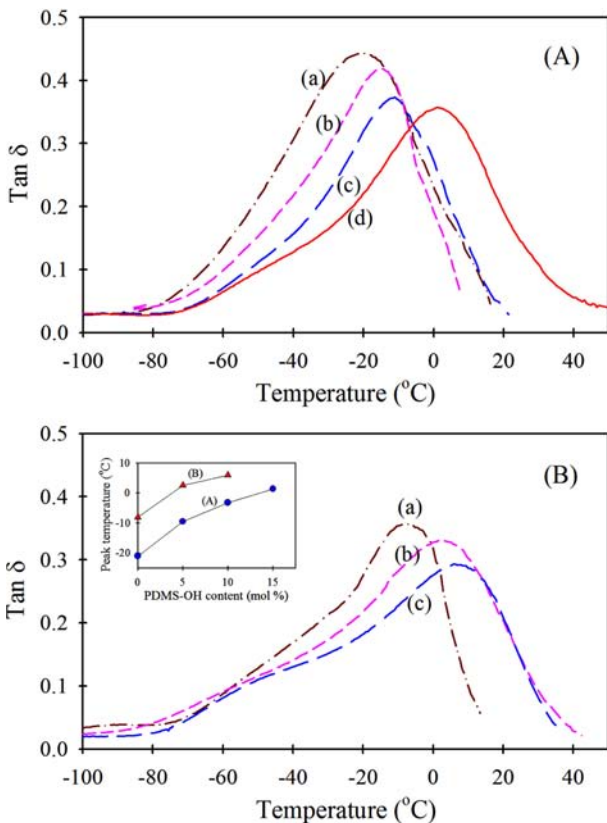 (A)
0.5
0.4
0.3
0.2
0.1
0.0
Tan δ
(a)
(b)
(c)
(d)
-100 -80 -60 -40 -20 0 20 40
Temperature (°C)
(B)
0.5
0.4
0.3
0.2
0.1
0.0
Tan δ
10
0
-10
-20
Peak temperature (°C)
(B)
(A)
0 5 10 15
PDMS-OH content (mol %)
(a)
(b)
(c)
-100 -80 -60 -40 -20 0 20 40
Temperature (°C)